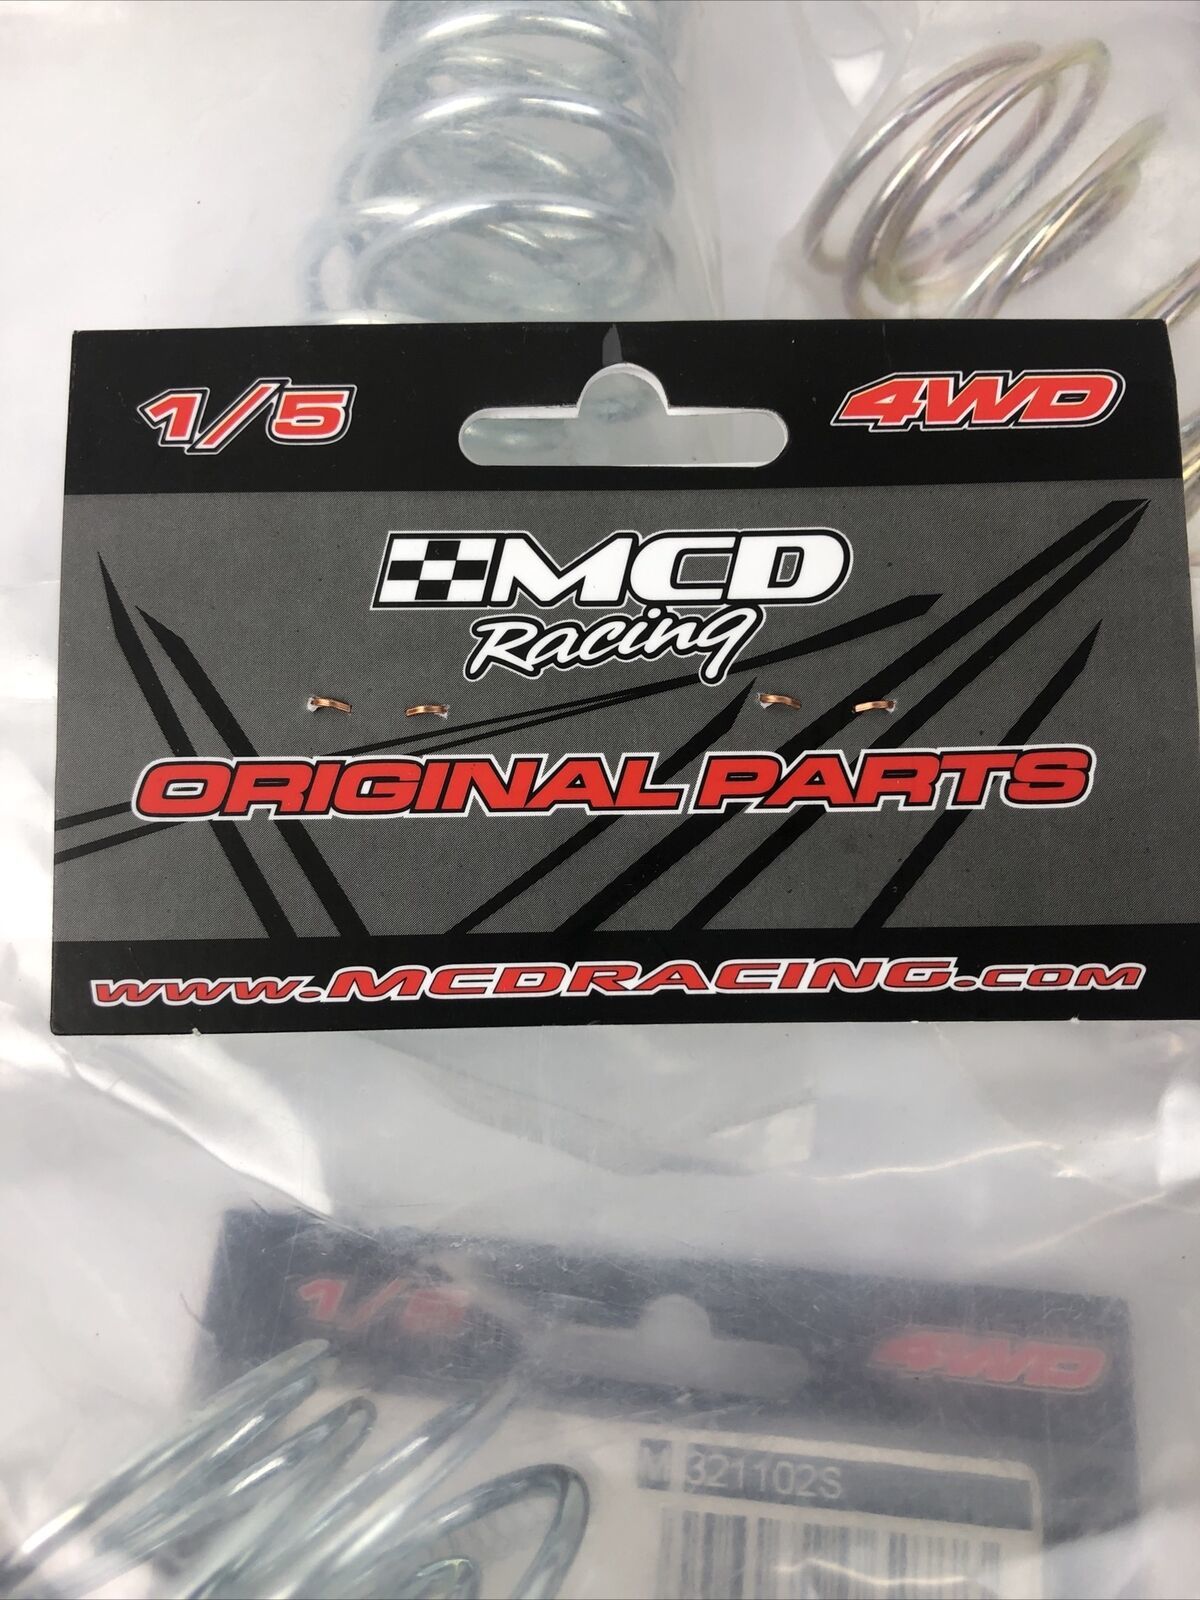 1/5 4WD
MCD
Racing
ORIGINAL PARTS
www.MCDRACING.com
1/5 4WD
M 321102S